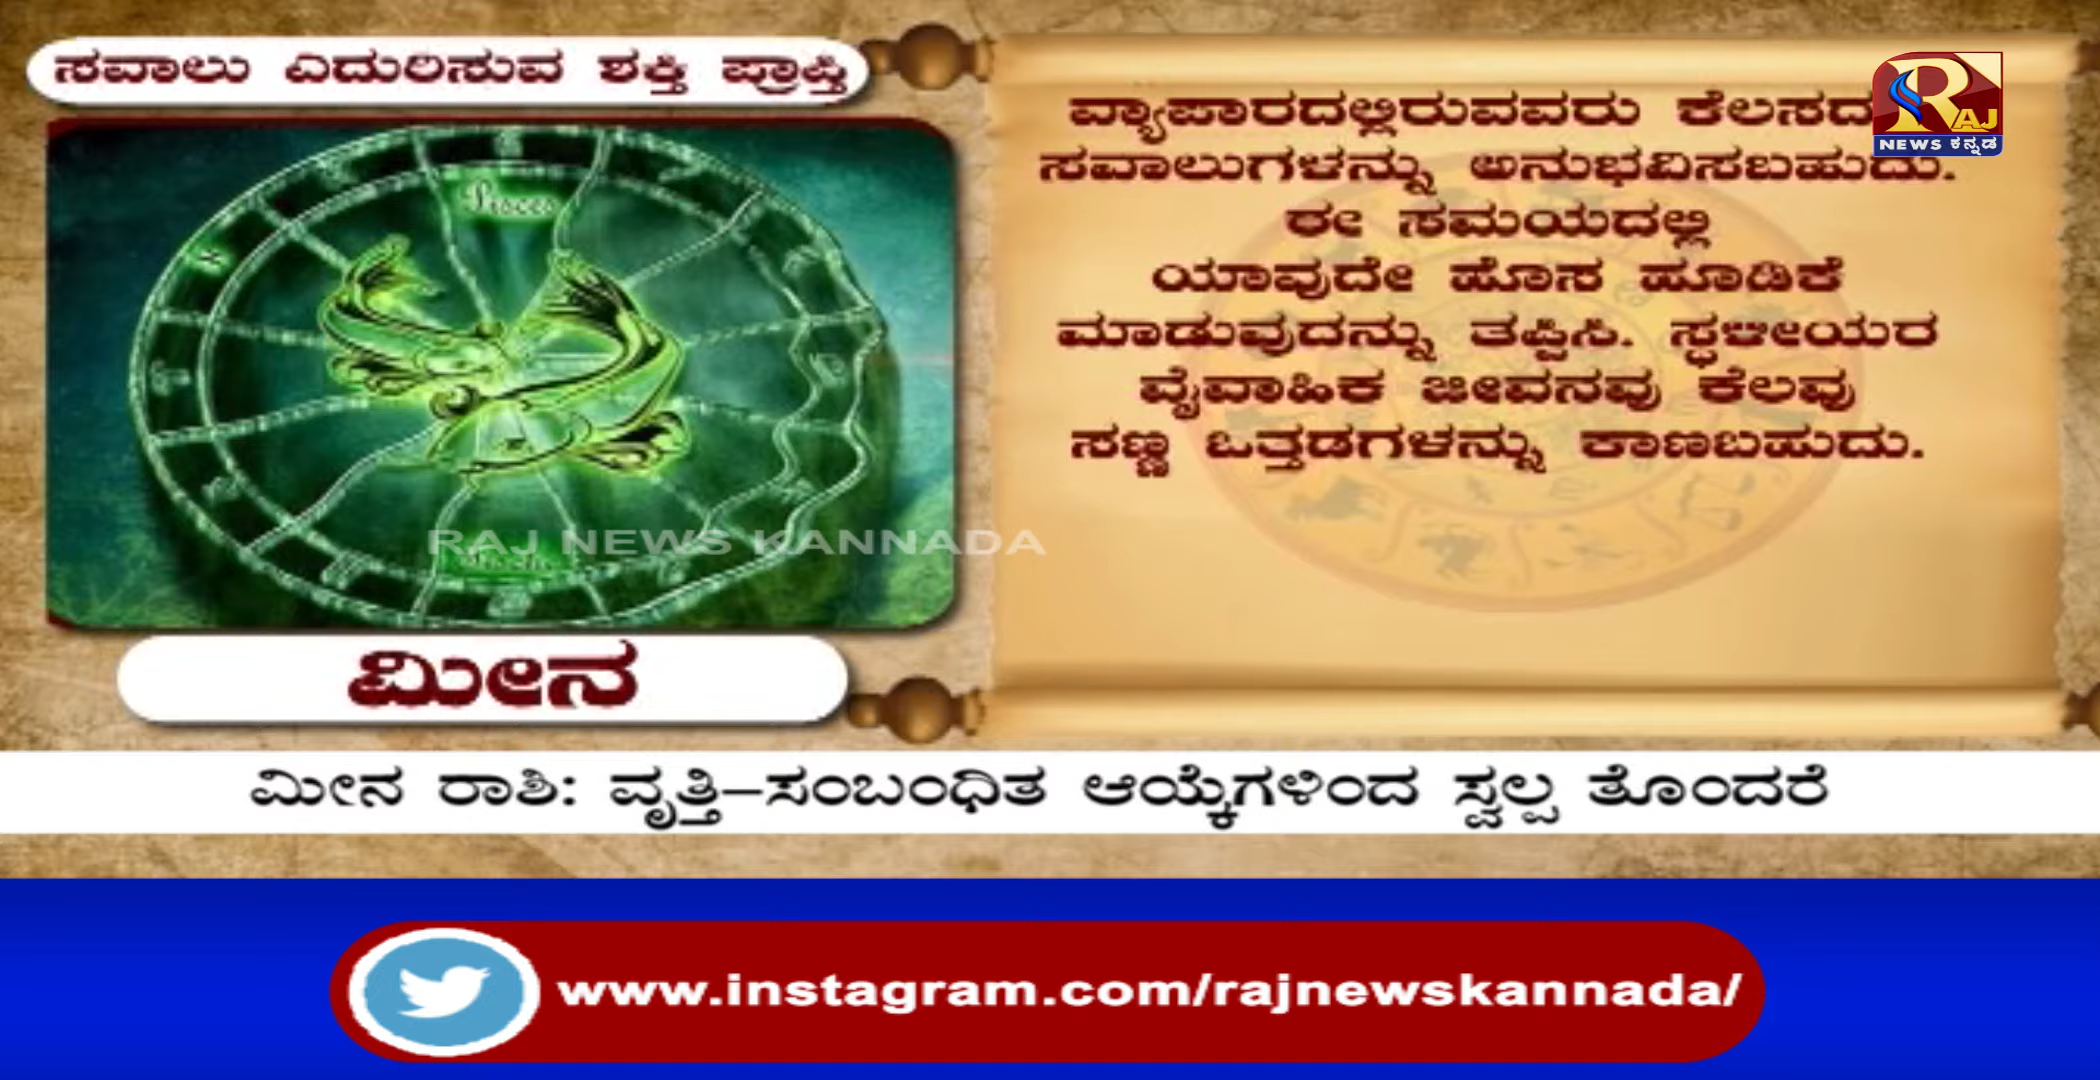 ಸವಾಲು ಎದುರಿಸುವ ಶಕ್ತಿ ಪ್ರಾಪ್ತಿ
Pisces
ಮೀನ
ವ್ಯಾಪಾರದಲ್ಲಿರುವವರು ಕೆಲಸದ
ಸವಾಲುಗಳನ್ನು ಅನುಭವಿಸಬಹುದು.
ಈ ಸಮಯದಲ್ಲಿ
ಯಾವುದೇ ಹೊಸ ಹೂಡಿಕೆ
ಮಾಡುವುದನ್ನು ತಪ್ಪಿಸಿ. ಸ್ಥಳೀಯರ
ವೈವಾಹಿಕ ಜೀವನವು ಕೆಲವು
ಸಣ್ಣ ಒತ್ತಡಗಳನ್ನು ಕಾಣಬಹುದು.
RAJ
NEWS ಕನ್ನಡ
RAJ NEWS KANNADA
ಮೀನ ರಾಶಿ: ವೃತ್ತಿ-ಸಂಬಂಧಿತ ಆಯ್ಕೆಗಳಿಂದ ಸ್ವಲ್ಪ ತೊಂದರೆ
www.instagram.com/rajnewskannada/